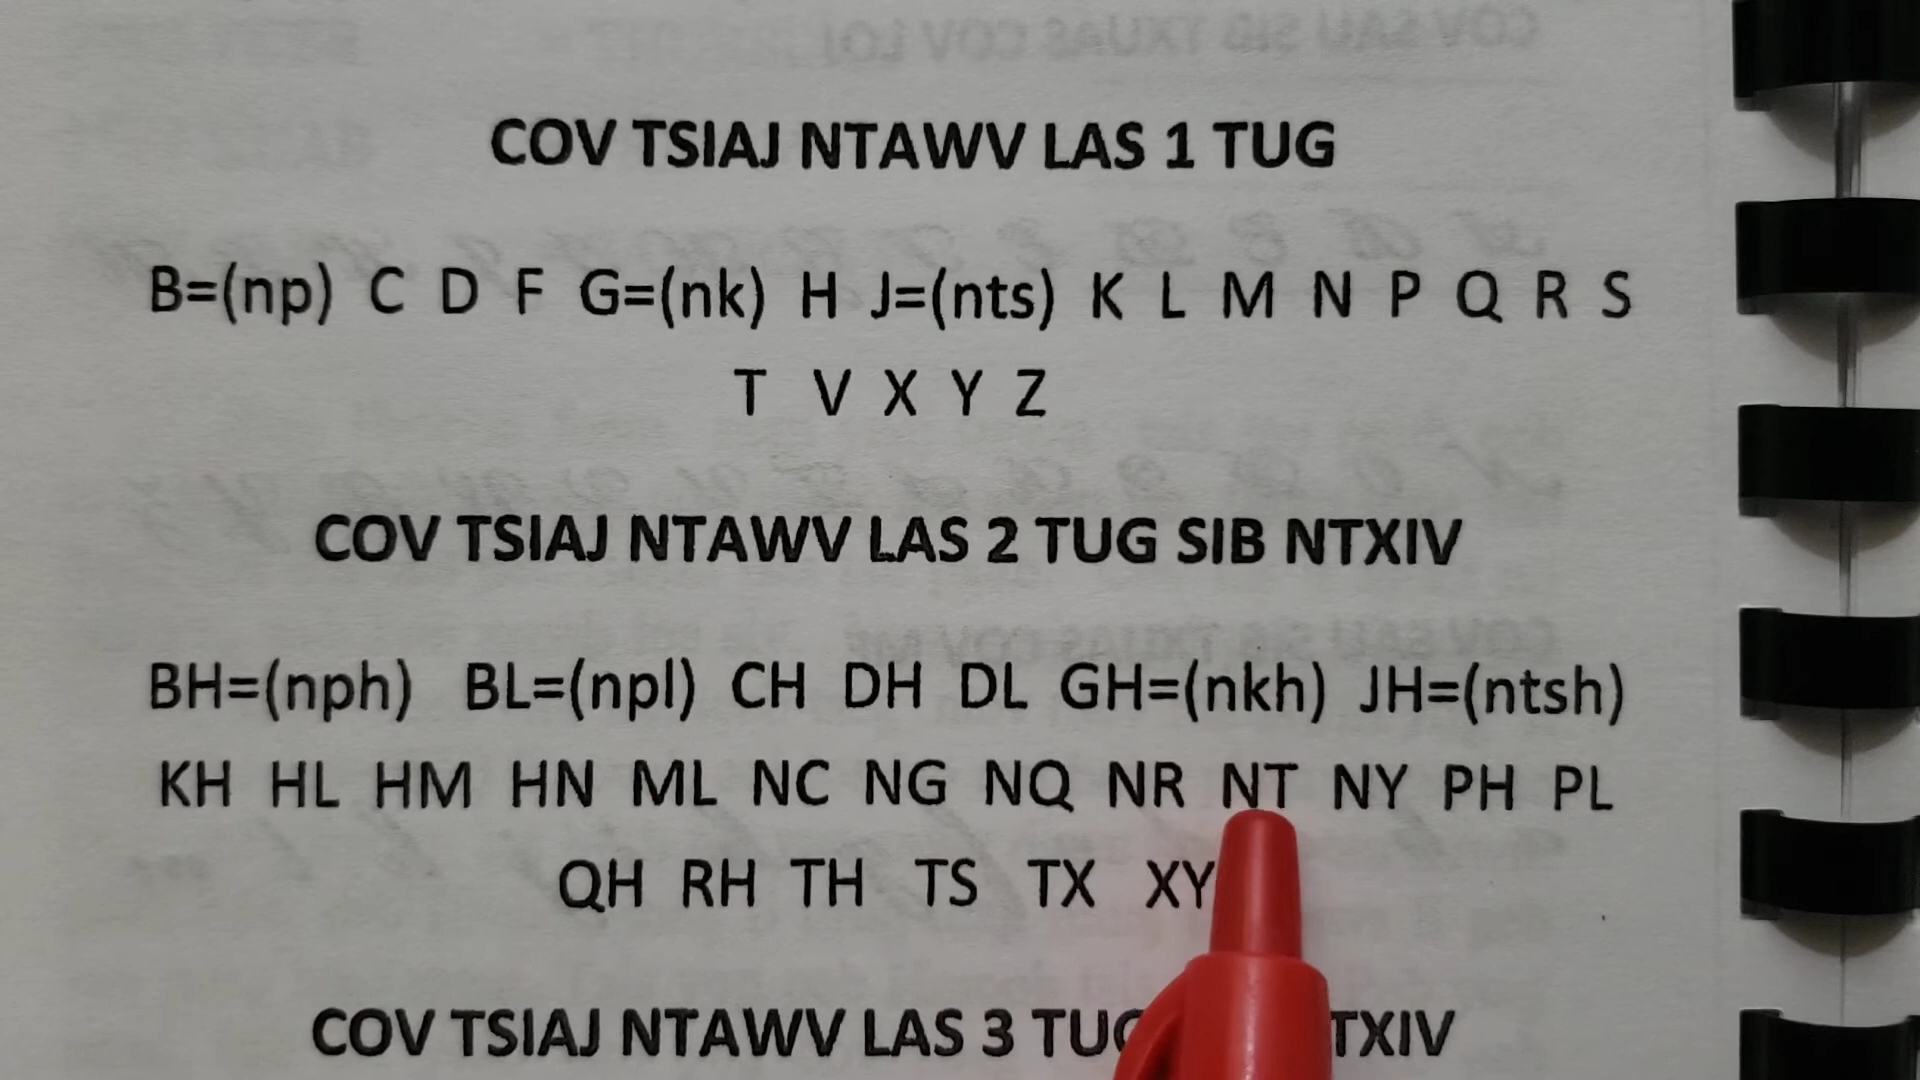 COV TSIAJ NTAWV LAS 1 TUG
B=(np) C D F G=(nk) H J=(nts) K L M N P Q R S
T V X Y Z
COV TSIAJ NTAWV LAS 2 TUG SIB NTXIV
BH=(nph) BL=(npl) CH DH DL GH=(nkh) JH=(ntsh)
KH HL HM HN ML NC NG NQ NR NT NY PH PL
QH RH TH TS TX XY
COV TSIAJ NTAWV LAS 3